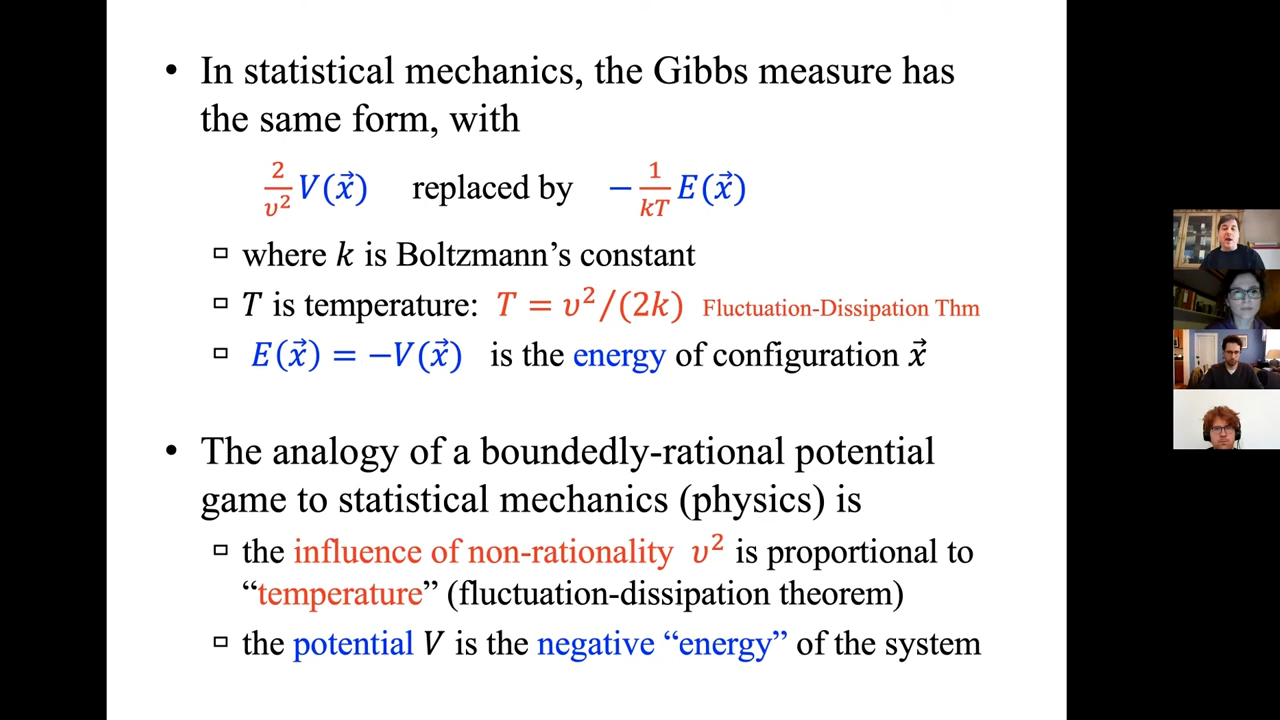 • In statistical mechanics, the Gibbs measure has
the same form, with
2/υ² V(x⃗) replaced by − 1/kT E(x⃗)
▫ where k is Boltzmann’s constant
▫ T is temperature: T = υ²/(2k) Fluctuation-Dissipation Thm
▫ E(x⃗) = −V(x⃗) is the energy of configuration x⃗
• The analogy of a boundedly-rational potential
game to statistical mechanics (physics) is
▫ the influence of non-rationality υ² is proportional to
“temperature” (fluctuation-dissipation theorem)
▫ the potential V is the negative “energy” of the system